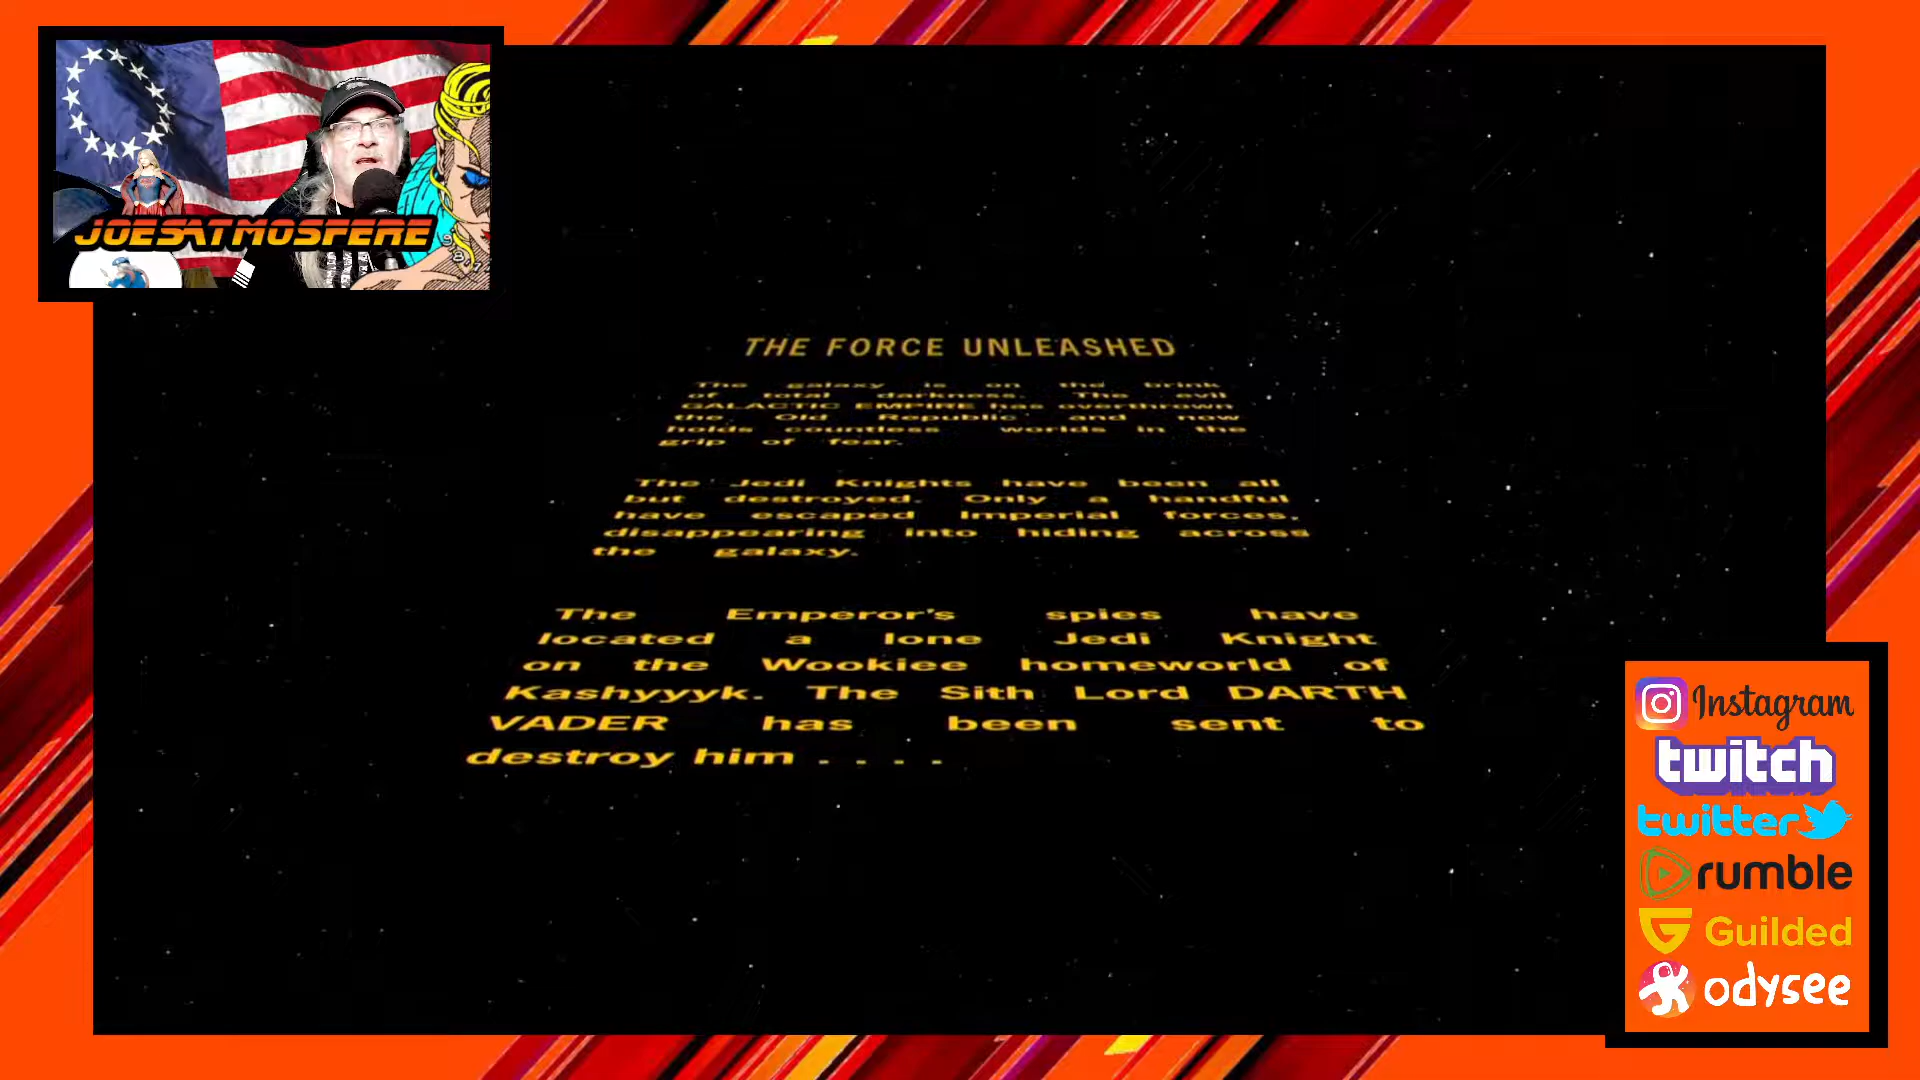 JOESATMOSFERE
THE FORCE UNLEASHED
The galaxy is on the brink
of total darkness. The evil
GALACTIC EMPIRE has overthrown
the Old Republic and now
holds countless worlds in the
grip of fear.
The Jedi Knights have been all
but destroyed. Only a handful
have escaped Imperial forces,
disappearing into hiding across
the galaxy.
The Emperor's spies have
located a lone Jedi Knight
on the Wookiee homeworld of
Kashyyyk. The Sith Lord DARTH
VADER has been sent to
destroy him . . . .
Instagram
twitch
twitter
rumble
Guilded
odysee